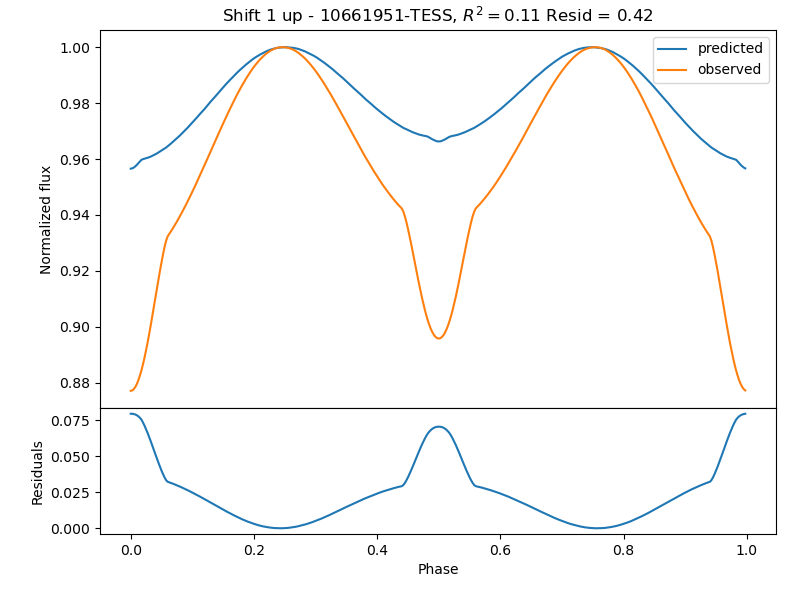 Shift 1 up - 10661951-TESS, R² = 0.11 Resid = 0.42
predicted
observed
Normalized flux
1.00
0.98
0.96
0.94
0.92
0.90
0.88
Residuals
0.075
0.050
0.025
0.000
0.0 0.2 0.4 0.6 0.8 1.0
Phase